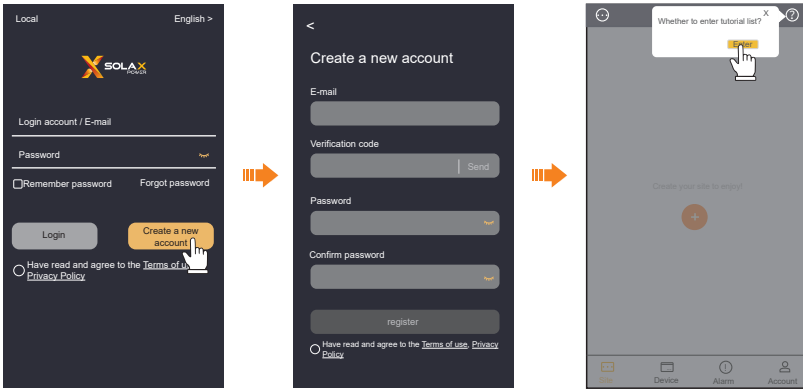 Local
English >
SOLAX
POWER
Login account / E-mail
Password
Remember password
Forgot password
Login
Create a new
account
Have read and agree to the Terms of u
Privacy Policy
<
Create a new account
E-mail
Verification code
Send
Password
Confirm password
register
Have read and agree to the Terms of use, Privacy
Policy
Whether to enter tutorial list?
X
?
Enter
Create your site to enjoy!
+
Site
Device
Alarm
Account